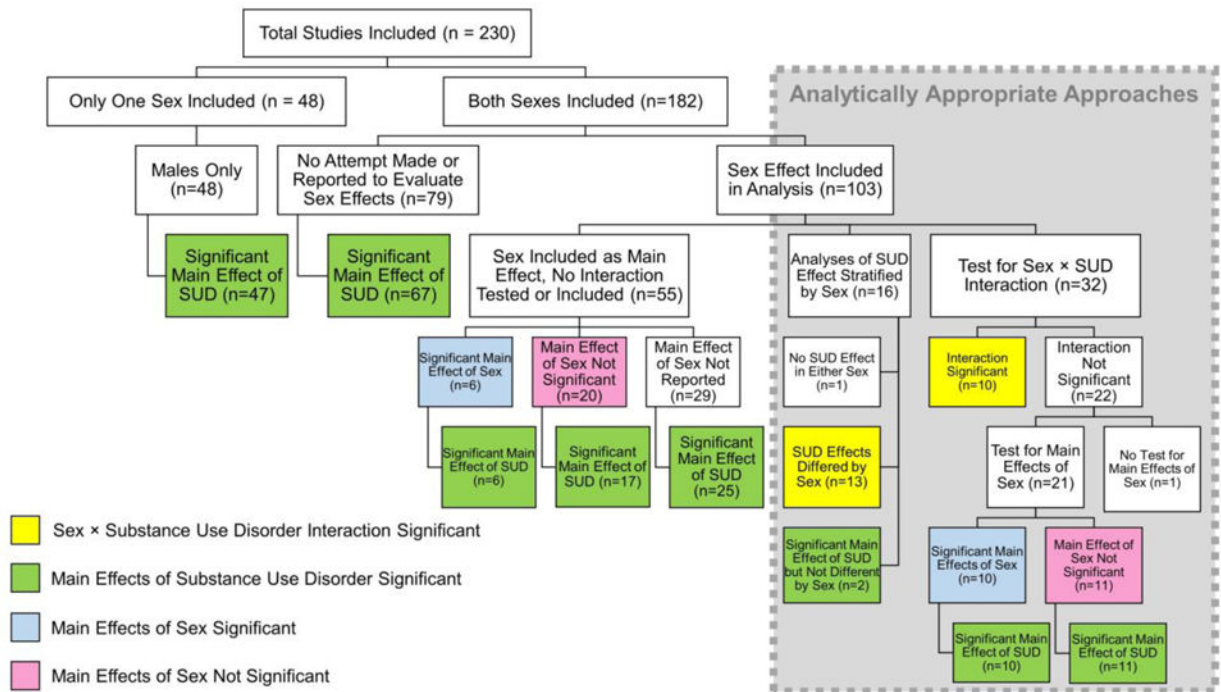 Total Studies Included (n = 230)
Only One Sex Included (n = 48)
Both Sexes Included (n=182)
Analytically Appropriate Approaches
Males Only
(n=48)
No Attempt Made or
Reported to Evaluate
Sex Effects (n=79)
Sex Effect Included
in Analysis (n=103)
Significant
Main Effect of
SUD (n=47)
Significant
Main Effect of
SUD (n=67)
Sex Included as Main
Effect, No Interaction
Tested or Included (n=55)
Analyses of SUD
Effect Stratified
by Sex (n=16)
Test for Sex × SUD
Interaction (n=32)
Significant Main
Effect of Sex
(n=6)
Main Effect
of Sex Not
Significant
(n=20)
Main Effect
of Sex Not
Reported
(n=29)
No SUD Effect
in Either Sex
(n=1)
Interaction
Significant
(n=10)
Interaction
Not
Significant
(n=22)
Significant Main
Effect of SUD
(n=6)
Significant
Main Effect of
SUD (n=17)
Significant
Main Effect
of SUD
(n=25)
SUD Effects
Differed by
Sex (n=13)
Test for Main
Effects of
Sex (n=21)
No Test for
Main Effects of
Sex (n=1)
Significant Main
Effect of SUD
but Not Different
by Sex (n=2)
Significant Main
Effects of Sex
(n=10)
Main Effect of
Sex Not
Significant
(n=11)
Significant Main
Effect of SUD
(n=10)
Significant Main
Effect of SUD
(n=11)
Sex × Substance Use Disorder Interaction Significant
Main Effects of Substance Use Disorder Significant
Main Effects of Sex Significant
Main Effects of Sex Not Significant